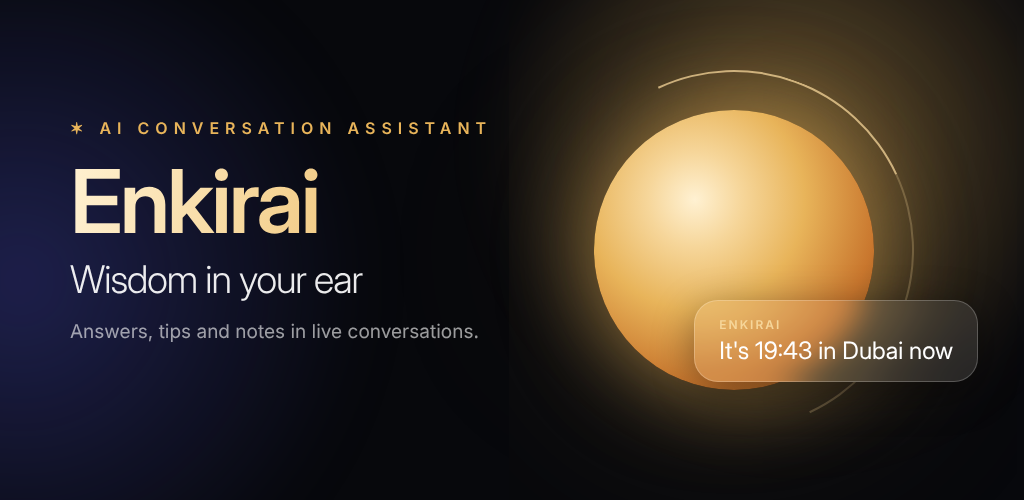 ✶ AI CONVERSATION ASSISTANT
Enkirai
Wisdom in your ear
Answers, tips and notes in live conversations.
ENKIRAI
It's 19:43 in Dubai now